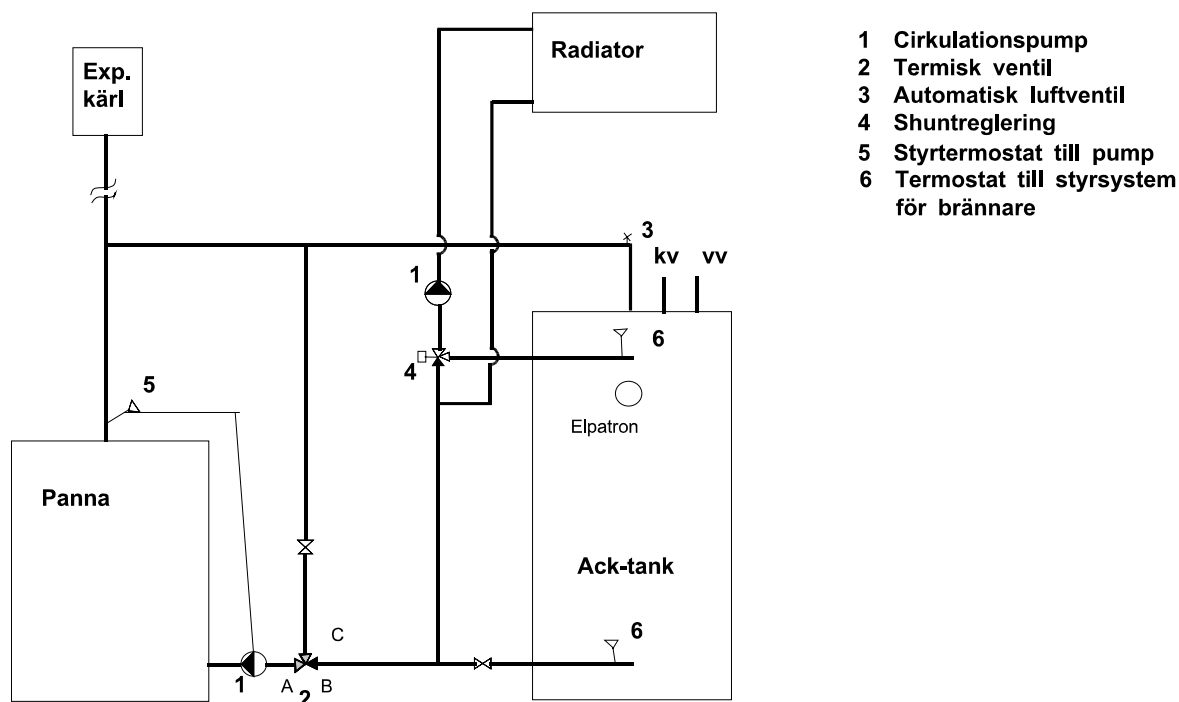 Exp.
kärl
Radiator
1 Cirkulationspump
2 Termisk ventil
3 Automatisk luftventil
4 Shuntreglering
5 Styrtermostat till pump
6 Termostat till styrsystem
för brännare
3
kv vv
1
6
4
5
Elpatron
Panna
Ack-tank
C
6
1
A
2
B